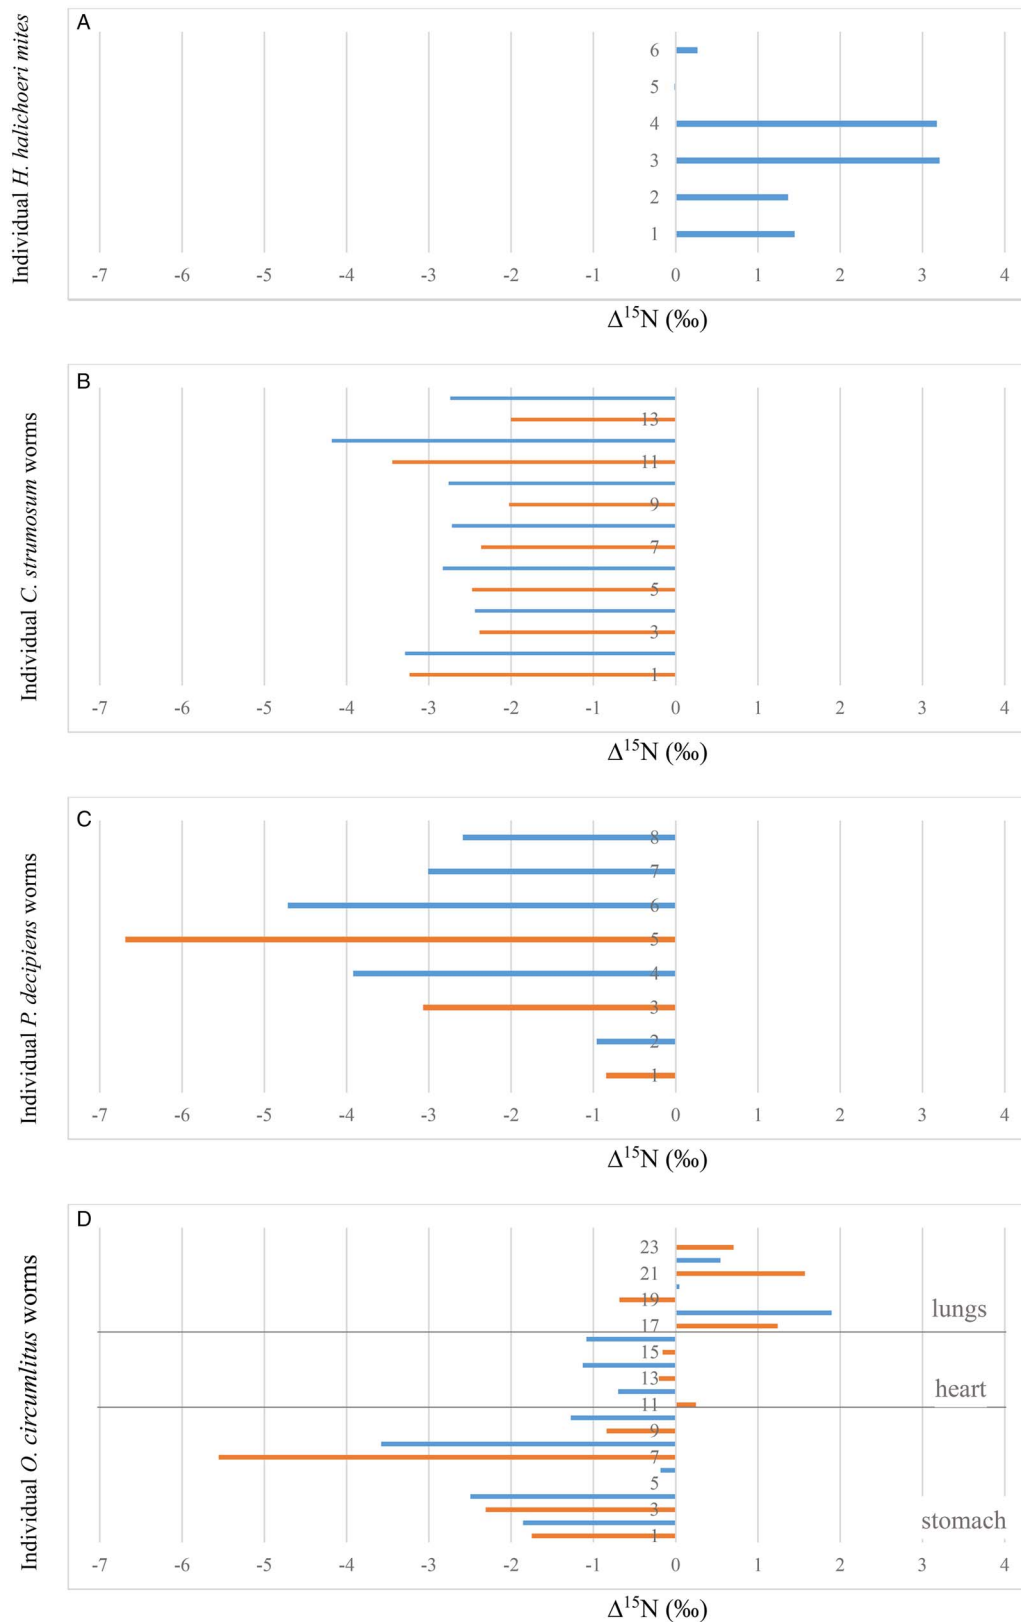 A
Individual H. halichoeri mites
6
5
4
3
2
1
-7 -6 -5 -4 -3 -2 -1 0 1 2 3 4
Δ¹⁵N (‰)
B
Individual C. strumosum worms
13
11
9
7
5
3
1
-7 -6 -5 -4 -3 -2 -1 0 1 2 3 4
Δ¹⁵N (‰)
C
Individual P. decipiens worms
8
7
6
5
4
3
2
1
-7 -6 -5 -4 -3 -2 -1 0 1 2 3 4
Δ¹⁵N (‰)
D
Individual O. circumlitus worms
23
21
19
lungs
17
15
13
heart
11
9
7
5
3
stomach
1
-7 -6 -5 -4 -3 -2 -1 0 1 2 3 4
Δ¹⁵N (‰)